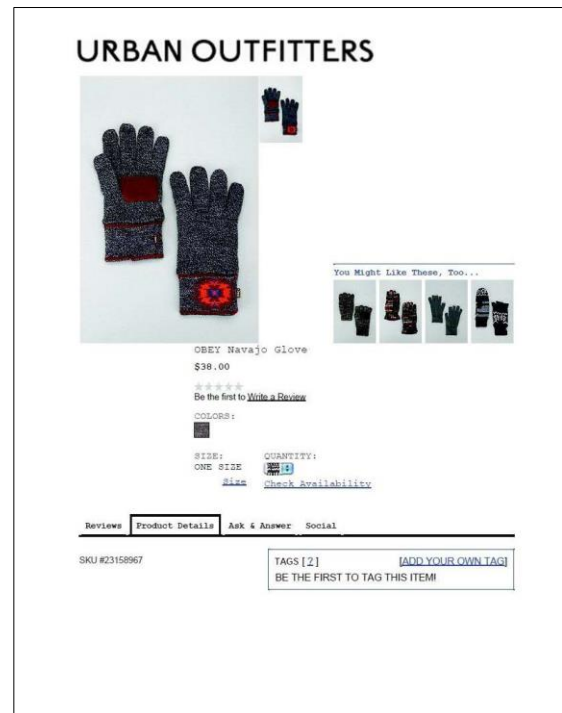 URBAN OUTFITTERS
You Might Like These, Too...
OBEY Navajo Glove
$38.00
Be the first to Write a Review
COLORS:
SIZE: QUANTITY:
ONE SIZE
Size Check Availability
Reviews Product Details Ask & Answer Social
SKU #23158967
TAGS [ ? ] [ADD YOUR OWN TAG]
BE THE FIRST TO TAG THIS ITEM!